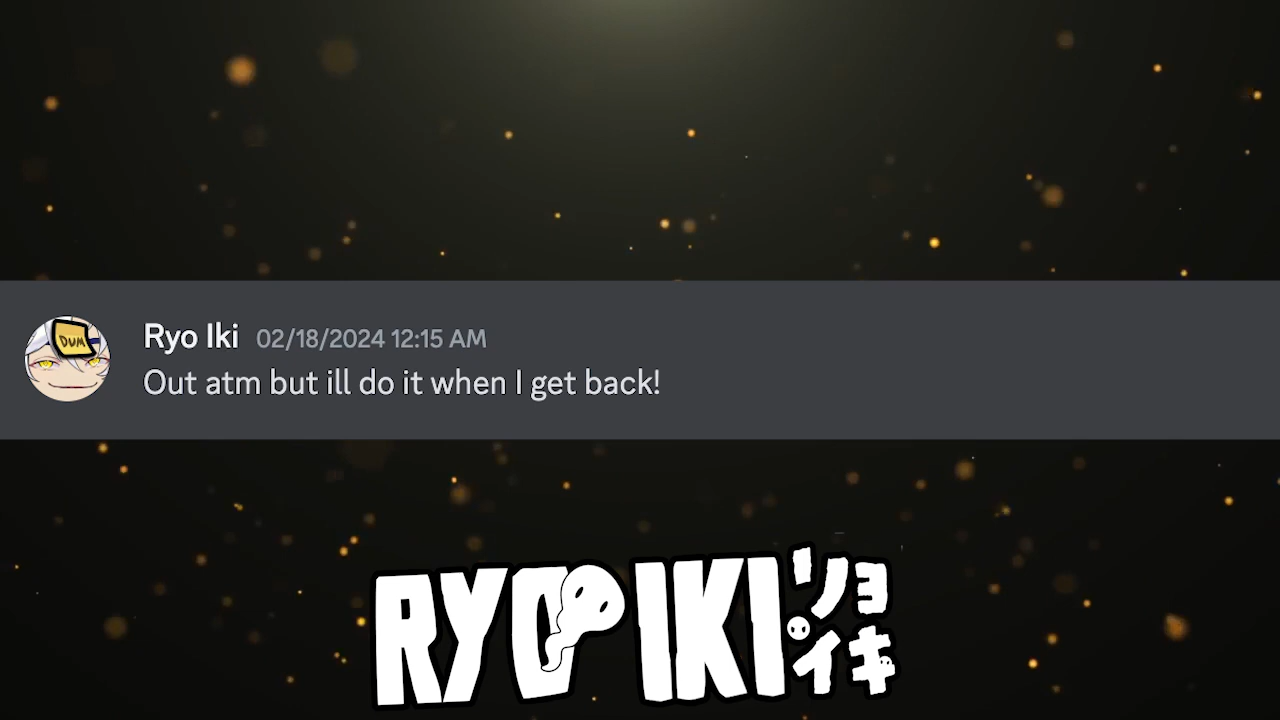 DUM
Ryo Iki 02/18/2024 12:15 AM
Out atm but ill do it when I get back!
RYO IKI
リョ
イキ